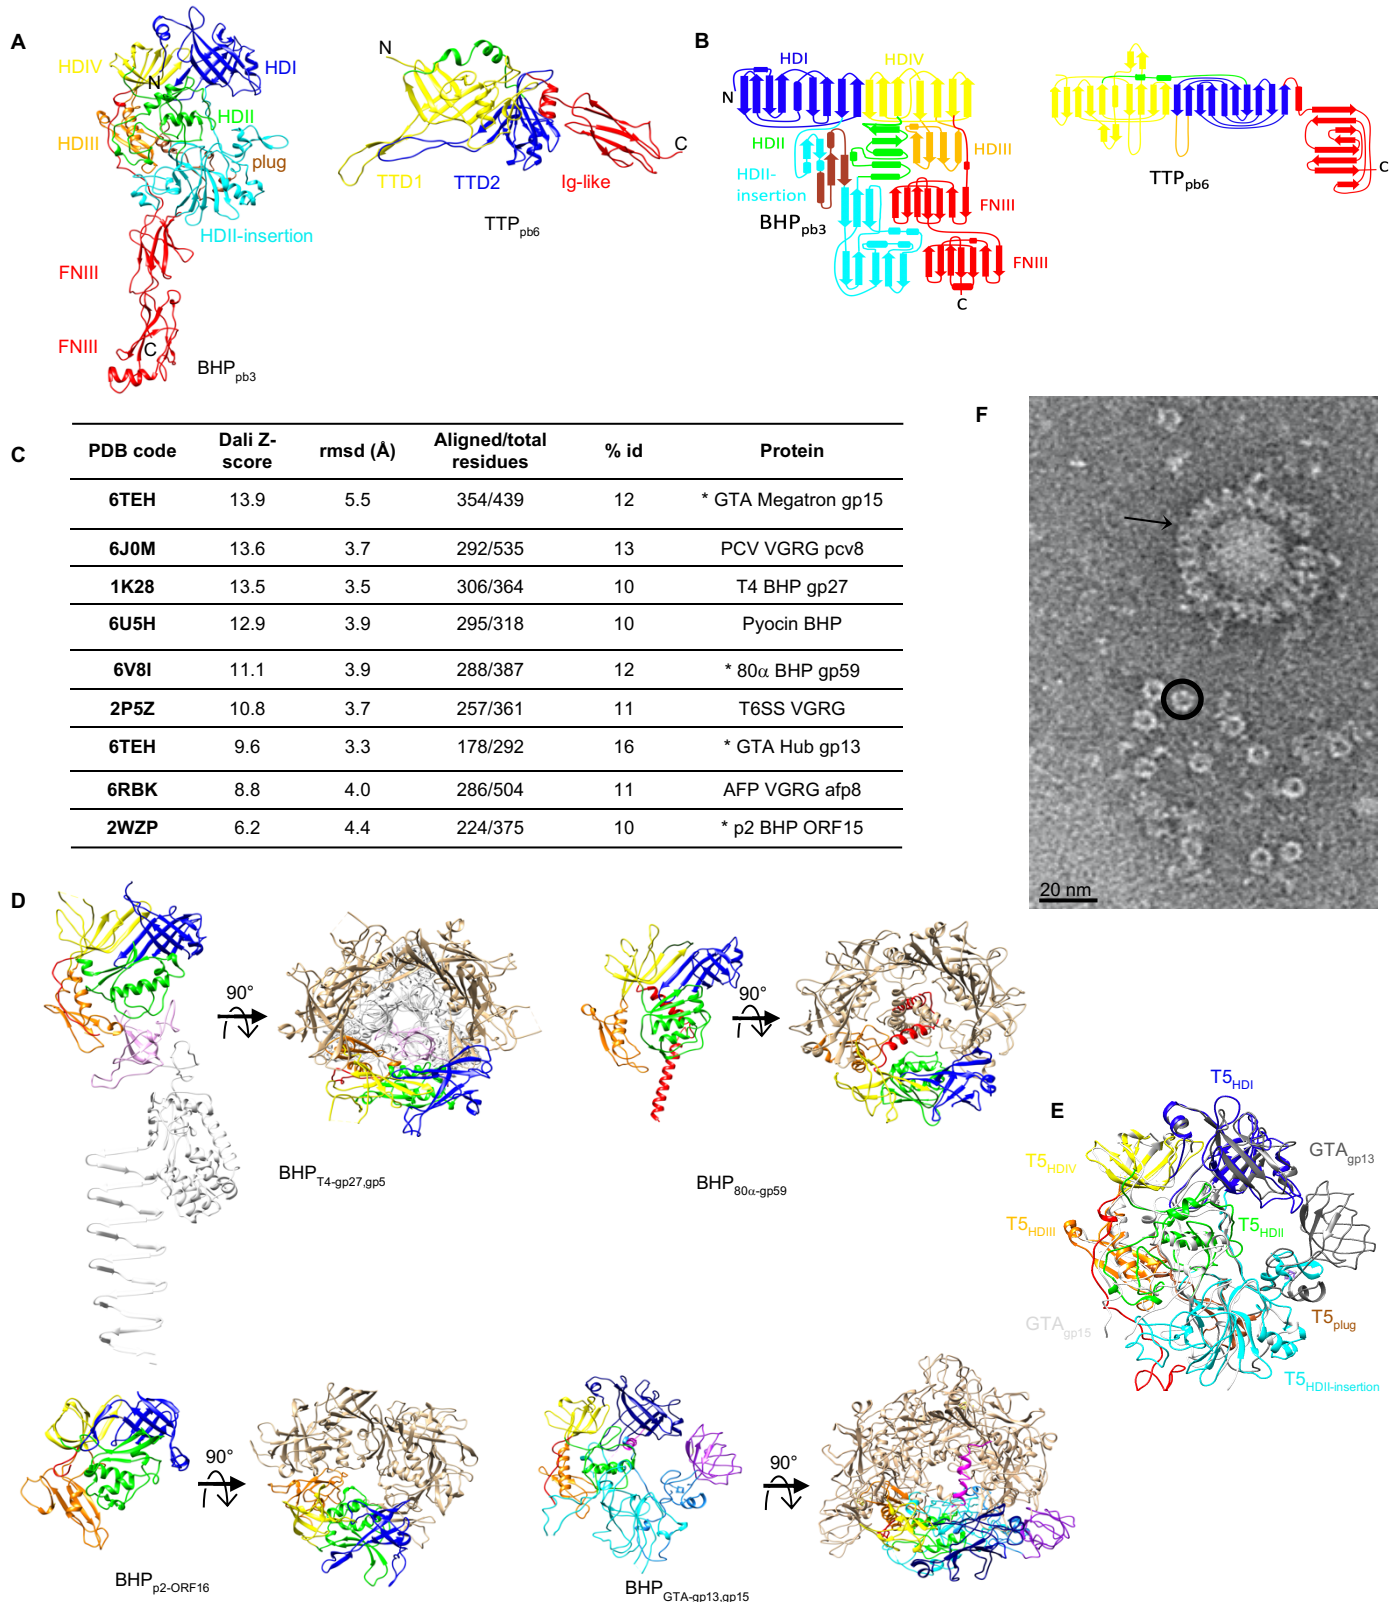 A
HDIV
N
HDI
HDII
HDIII
plug
HDII-insertion
FNIII
FNIII
C
BHPpb3
N
TTD1
TTD2
Ig-like
C
TTPpb6
B
HDI
HDIV
N
HDII
HDIII
HDII-
insertion
FNIII
BHPpb3
FNIII
C
TTPpb6
C
C
PDB code Dali Z-score rmsd (Å) Aligned/total residues % id Protein
6TEH 13.9 5.5 354/439 12 * GTA Megatron gp15
6J0M 13.6 3.7 292/535 13 PCV VGRG pcv8
1K28 13.5 3.5 306/364 10 T4 BHP gp27
6U5H 12.9 3.9 295/318 10 Pyocin BHP
6V8I 11.1 3.9 288/387 12 * 80α BHP gp59
2P5Z 10.8 3.7 257/361 11 T6SS VGRG
6TEH 9.6 3.3 178/292 16 * GTA Hub gp13
6RBK 8.8 4.0 286/504 11 AFP VGRG afp8
2WZP 6.2 4.4 224/375 10 * p2 BHP ORF15
F
20 nm
D
90°
BHPT4-gp27,gp5
90°
BHP80α-gp59
90°
BHPp2-ORF16
90°
BHPGTA-gp13,gp15
E
T5HDI
T5HDIV
GTAgp13
T5HDIII
T5HDII
GTAgp15
T5plug
T5HDII-insertion